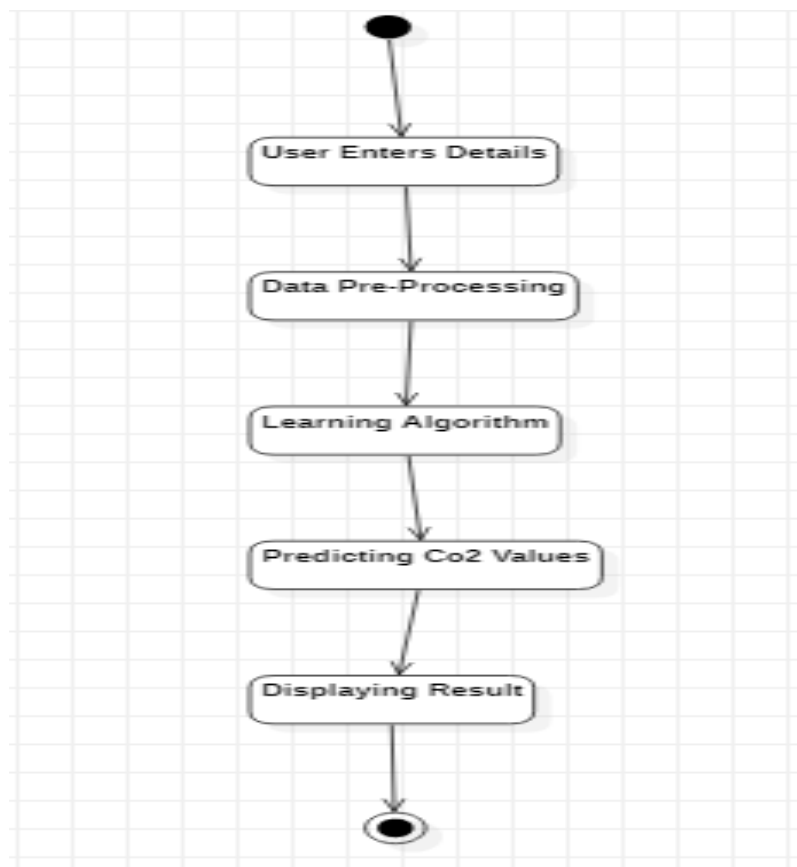 User Enters Details
Data Pre-Processing
Learning Algorithm
Predicting Co2 Values
Displaying Result